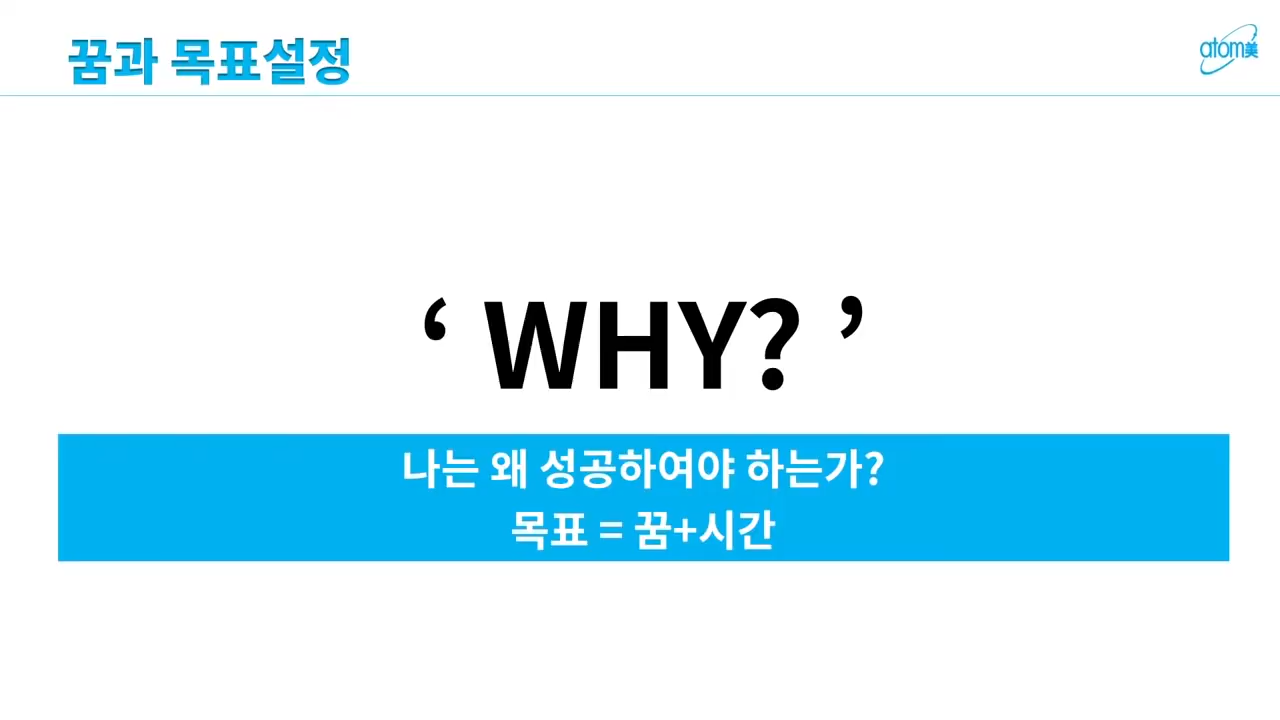 꿈과 목표설정
atom美
‘ WHY? ’
나는 왜 성공하여야 하는가?
목표 = 꿈+시간